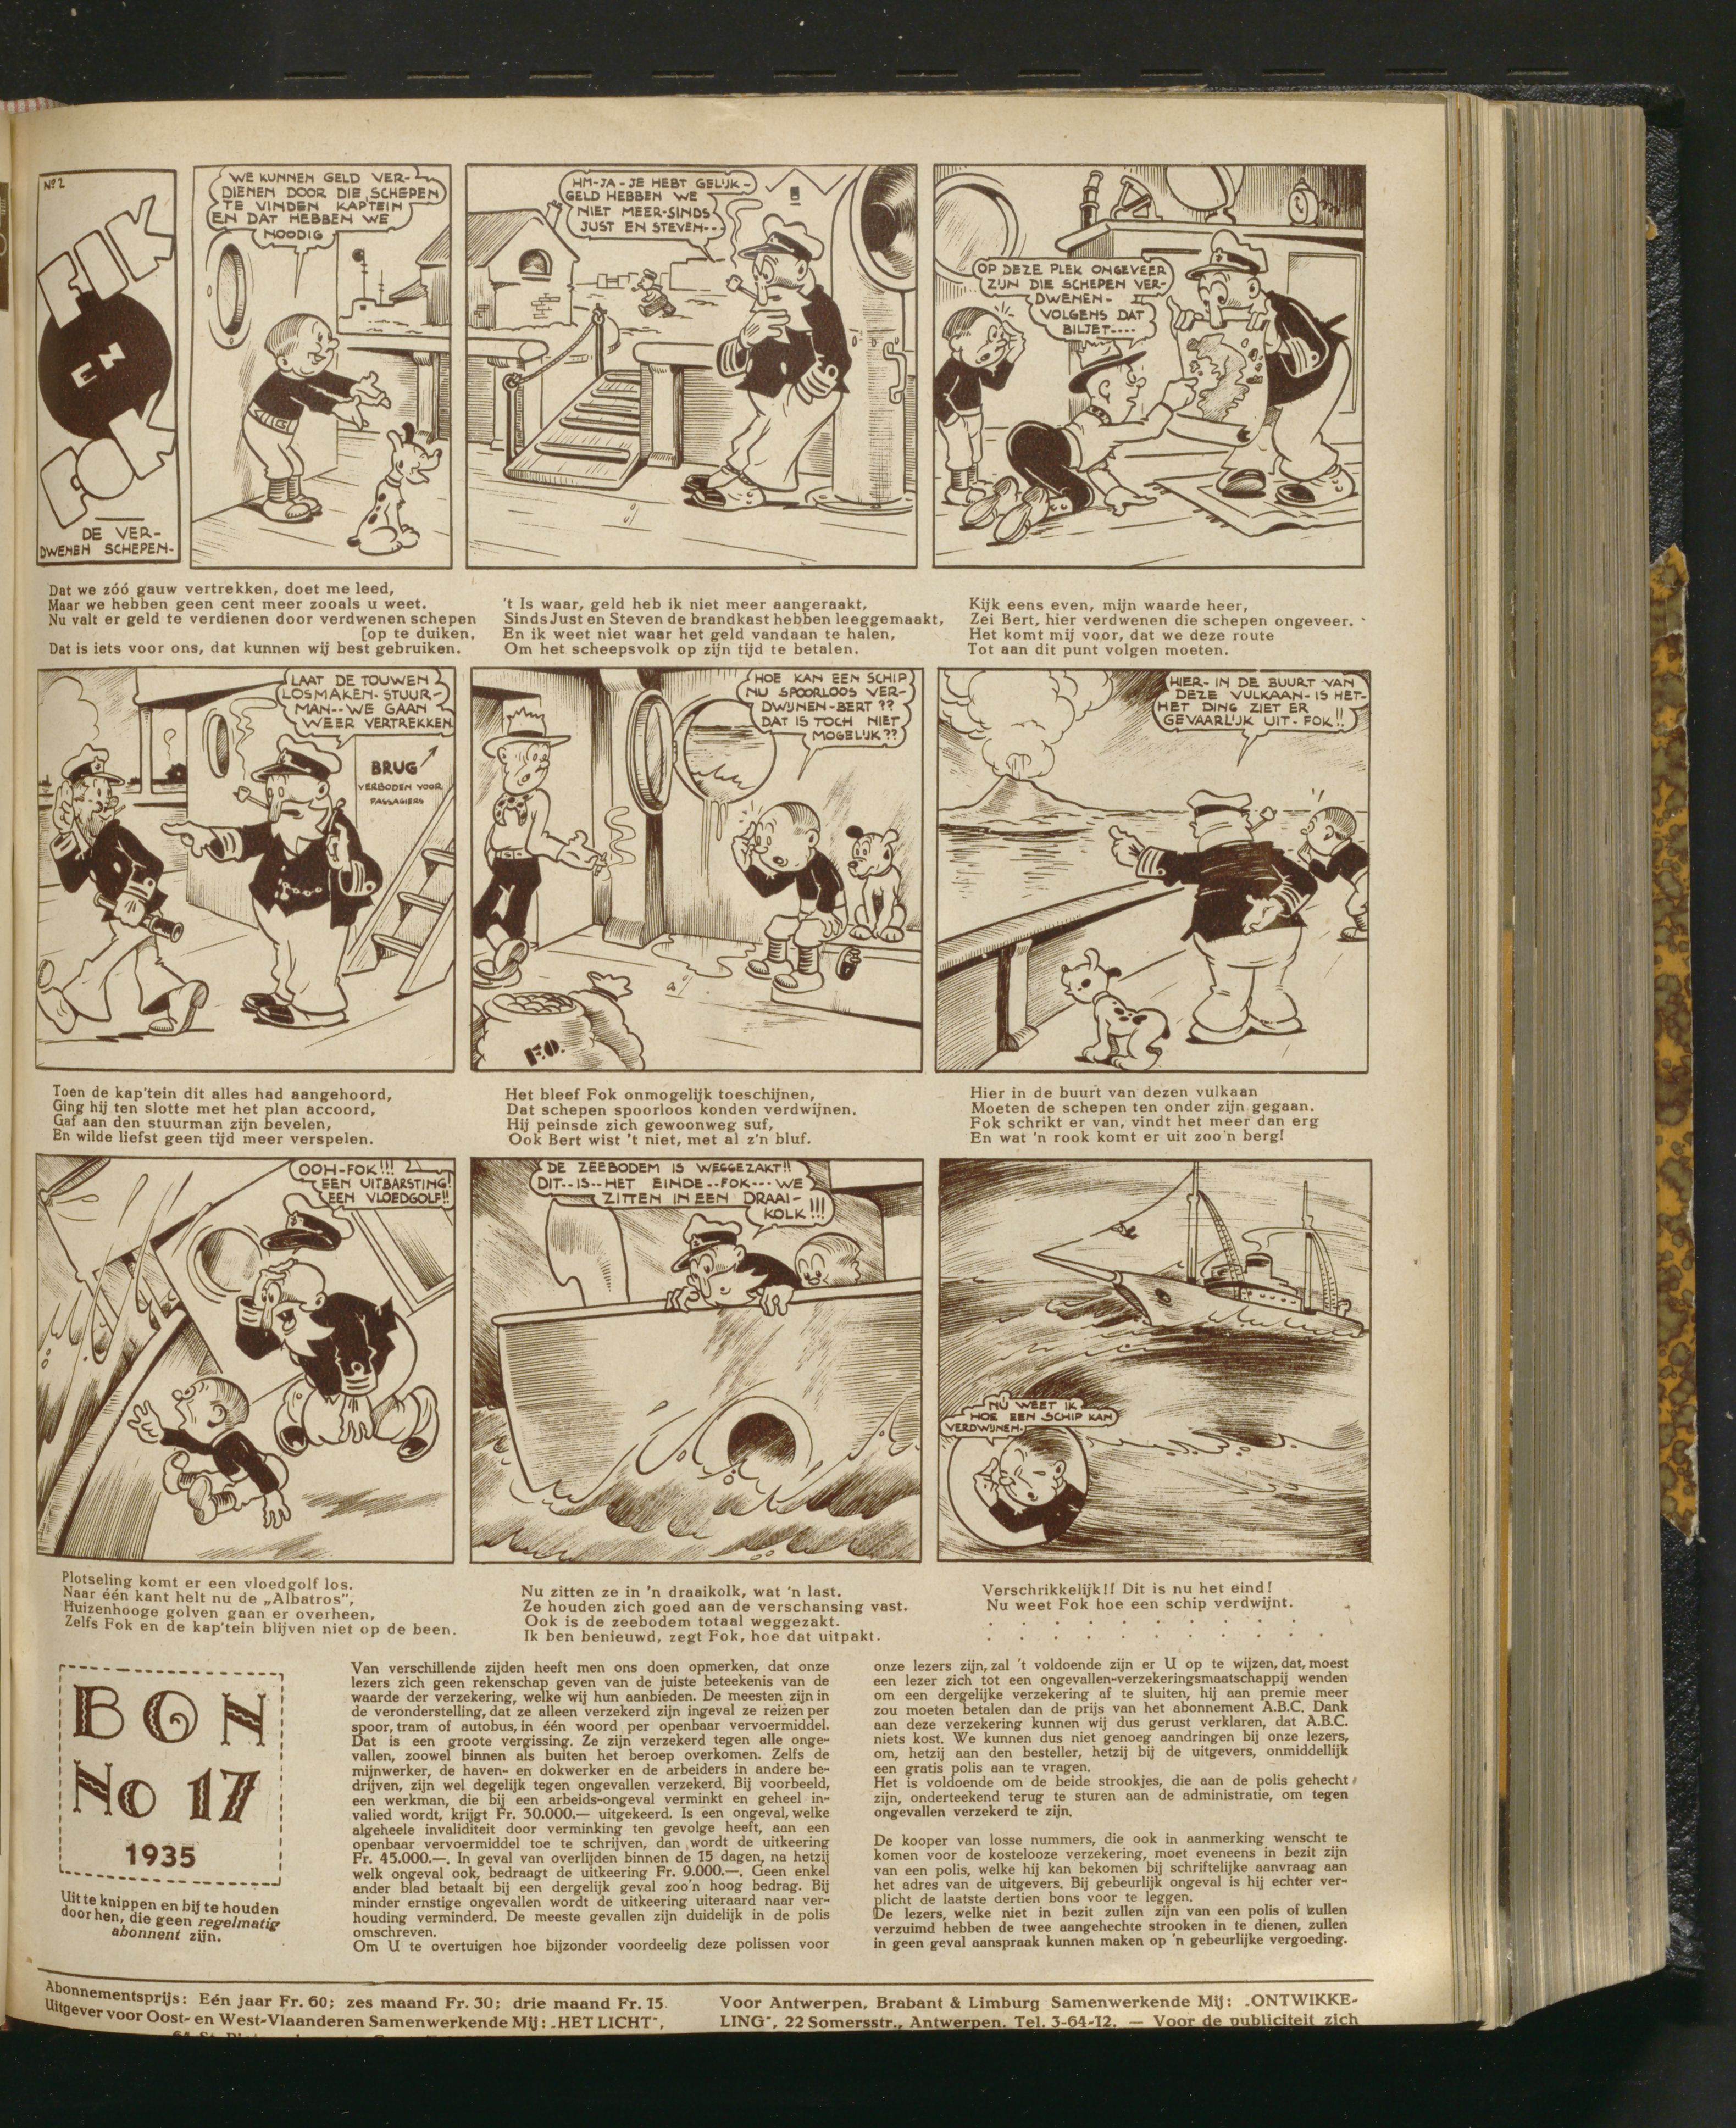 No 2
FIK
EN
FOK
DE VER-
DWENEN SCHEPEN-
WE KUNNEN GELD VER-
DIENEN DOOR DIE SCHEPEN
TE VINDEN KAPTEIN
EN DAT HEBBEN WE
NOODIG
HM-JA-JE HEBT GELIJK-
GELD HEBBEN WE
NIET MEER-SINDS
JUST EN STEVEN---
OP DEZE PLEK ONGEVEER
ZIJN DIE SCHEPEN VER-
DWENEN-
VOLGENS DAT
BILJET----
Dat we zóó gauw vertrekken, doet me leed,
Maar we hebben geen cent meer zooals u weet.
Nu valt er geld te verdienen door verdwenen schepen
[op te duiken.
Dat is iets voor ons, dat kunnen wij best gebruiken.
't Is waar, geld heb ik niet meer aangeraakt,
Sinds Just en Steven de brandkast hebben leeggemaakt,
En ik weet niet waar het geld vandaan te halen,
Om het scheepsvolk op zijn tijd te betalen.
Kijk eens even, mijn waarde heer,
Zei Bert, hier verdwenen die schepen ongeveer.
Het komt mij voor, dat we deze route
Tot aan dit punt volgen moeten.
LAAT DE TOUWEN
LOSMAKEN-STUUR-
MAN--WE GAAN
WEER VERTREKKEN
BRUG
VERBODEN VOOR
PASSAGIERS
HOE KAN EEN SCHIP
NU SPOORLOOS VER-
DWIJNEN-BERT ??
DAT IS TOCH NIET
MOGELIJK??
F.O.
HIER-IN DE BUURT VAN
DEZE VULKAAN-IS HET-
HET DING ZIET ER
GEVAARLIJK UIT-FOK!!
Toen de kap'tein dit alles had aangehoord,
Ging hij ten slotte met het plan accoord,
Gaf aan den stuurman zijn bevelen,
En wilde liefst geen tijd meer verspelen.
Het bleef Fok onmogelijk toeschijnen,
Dat schepen spoorloos konden verdwijnen.
Hij peinsde zich gewoonweg suf,
Ook Bert wist 't niet, met al z'n bluf.
Hier in de buurt van dezen vulkaan
Moeten de schepen ten onder zijn gegaan.
Fok schrikt er van, vindt het meer dan erg
En wat 'n rook komt er uit zoo'n berg!
OOH-FOK!!!
EEN UITBARSTING!
EEN VLOEDGOLF!!
DE ZEEBODEM IS WEGGEZAKT!!
DIT--IS--HET EINDE--FOK---WE
ZITTEN IN EEN DRAAI-
KOLK!!!
NU WEET IK
HOE EEN SCHIP KAN
VERDWIJNEN-
Plotseling komt er een vloedgolf los.
Naar één kant helt nu de „Albatros",
Huizenhooge golven gaan er overheen,
Zelfs Fok en de kap'tein blijven niet op de been.
Nu zitten ze in 'n draaikolk, wat 'n last.
Ze houden zich goed aan de verschansing vast.
Ook is de zeebodem totaal weggezakt.
Ik ben benieuwd, zegt Fok, hoe dat uitpakt.
Verschrikkelijk!! Dit is nu het eind!
Nu weet Fok hoe een schip verdwijnt.
BON
No 17
1935
Uit te knippen en bij te houden
door hen, die geen regelmatig
abonnent zijn.
Van verschillende zijden heeft men ons doen opmerken, dat onze
lezers zich geen rekenschap geven van de juiste beteekenis van de
waarde der verzekering, welke wij hun aanbieden. De meesten zijn in
de veronderstelling, dat ze alleen verzekerd zijn ingeval ze reizen per
spoor, tram of autobus, in één woord per openbaar vervoermiddel.
Dat is een groote vergissing. Ze zijn verzekerd tegen alle onge-
vallen, zoowel binnen als buiten het beroep overkomen. Zelfs de
mijnwerker, de haven- en dokwerker en de arbeiders in andere be-
drijven, zijn wel degelijk tegen ongevallen verzekerd. Bij voorbeeld,
een werkman, die bij een arbeids-ongeval verminkt en geheel in-
valied wordt, krijgt Fr. 30.000.— uitgekeerd. Is een ongeval, welke
algeheele invaliditeit door verminking ten gevolge heeft, aan een
openbaar vervoermiddel toe te schrijven, dan wordt de uitkeering
Fr. 45.000.—. In geval van overlijden binnen de 15 dagen, na hetzij
welk ongeval ook, bedraagt de uitkeering Fr. 9.000.—. Geen enkel
ander blad betaalt bij een dergelijk geval zoo'n hoog bedrag. Bij
minder ernstige ongevallen wordt de uitkeering uiteraard naar ver-
houding verminderd. De meeste gevallen zijn duidelijk in de polis
omschreven.
Om U te overtuigen hoe bijzonder voordeelig deze polissen voor
onze lezers zijn, zal 't voldoende zijn er U op te wijzen, dat, moest
een lezer zich tot een ongevallen-verzekeringsmaatschappij wenden
om een dergelijke verzekering af te sluiten, hij aan premie meer
zou moeten betalen dan de prijs van het abonnement A.B.C. Dank
aan deze verzekering kunnen wij dus gerust verklaren, dat A.B.C.
niets kost. We kunnen dus niet genoeg aandringen bij onze lezers,
om, hetzij aan den besteller, hetzij bij de uitgevers, onmiddellijk
een gratis polis aan te vragen.
Het is voldoende om de beide strookjes, die aan de polis gehecht
zijn, onderteekend terug te sturen aan de administratie, om tegen
ongevallen verzekerd te zijn.
De kooper van losse nummers, die ook in aanmerking wenscht te
komen voor de kostelooze verzekering, moet eveneens in bezit zijn
van een polis, welke hij kan bekomen bij schriftelijke aanvraag aan
het adres van de uitgevers. Bij gebeurlijk ongeval is hij echter ver-
plicht de laatste dertien bons voor te leggen.
De lezers, welke niet in bezit zullen zijn van een polis of zullen
verzuimd hebben de twee aangehechte strooken in te dienen, zullen
in geen geval aanspraak kunnen maken op 'n gebeurlijke vergoeding.
Abonnementsprijs: Eén jaar Fr. 60; zes maand Fr. 30; drie maand Fr. 15.
Uitgever voor Oost- en West-Vlaanderen Samenwerkende Mij: „HET LICHT",
Voor Antwerpen, Brabant & Limburg Samenwerkende Mij: „ONTWIKKE-
LING", 22 Somersstr., Antwerpen. Tel. 3-64-12. — Voor de publiciteit zich